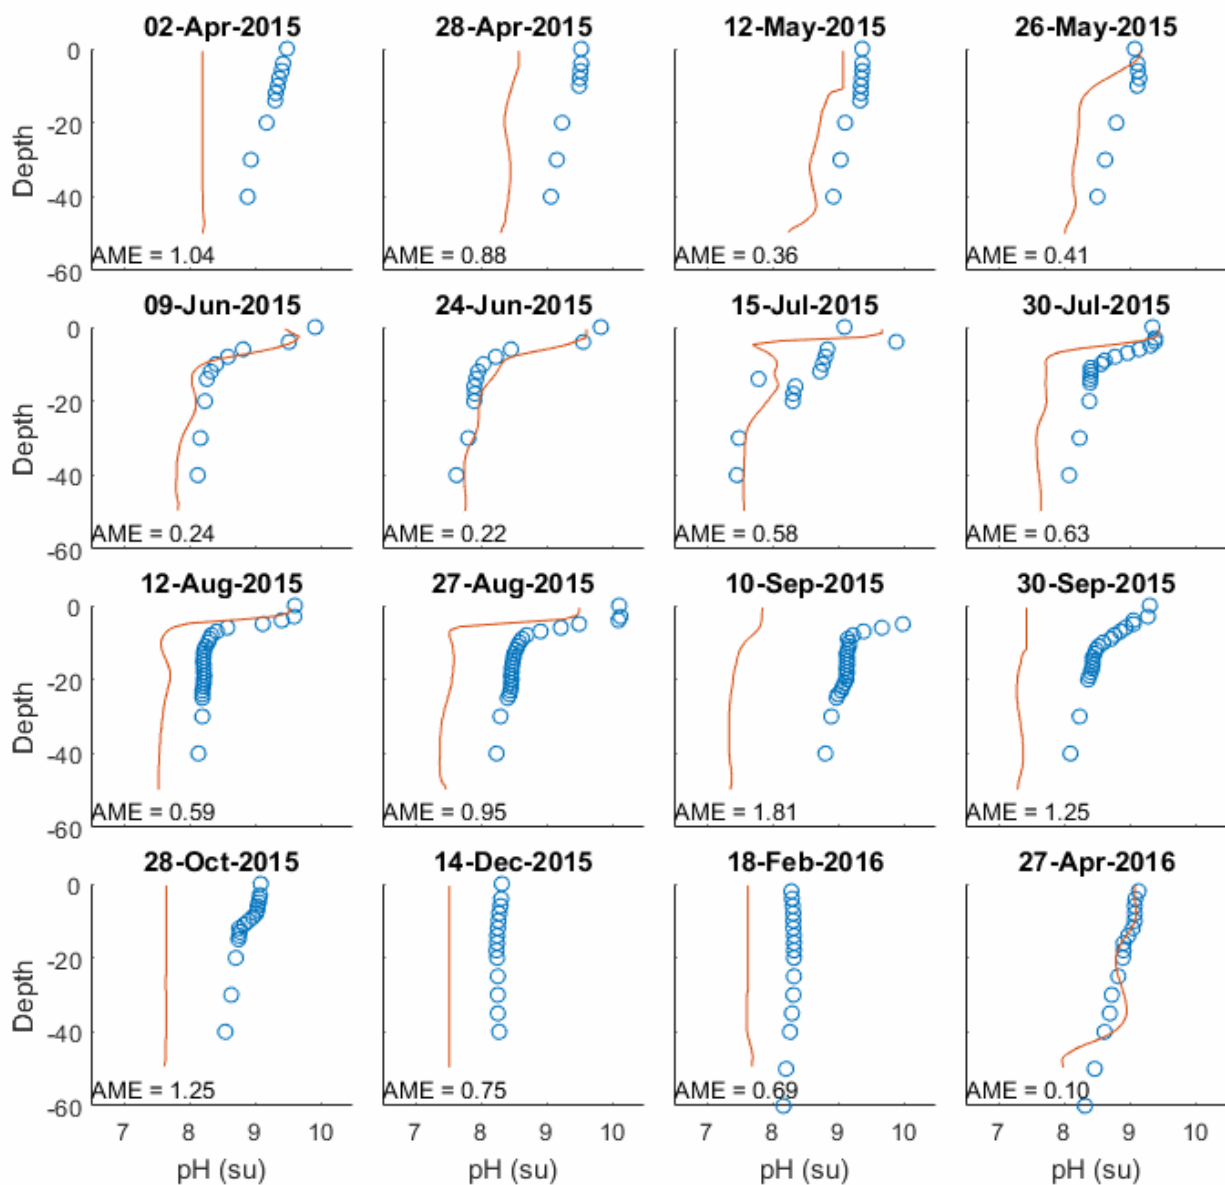 02-Apr-2015 28-Apr-2015 12-May-2015 26-May-2015
0
-20
-40
-60
Depth
AME = 1.04 AME = 0.88 AME = 0.36 AME = 0.41
09-Jun-2015 24-Jun-2015 15-Jul-2015 30-Jul-2015
0
-20
-40
-60
Depth
AME = 0.24 AME = 0.22 AME = 0.58 AME = 0.63
12-Aug-2015 27-Aug-2015 10-Sep-2015 30-Sep-2015
0
-20
-40
-60
Depth
AME = 0.59 AME = 0.95 AME = 1.81 AME = 1.25
28-Oct-2015 14-Dec-2015 18-Feb-2016 27-Apr-2016
0
-20
-40
-60
Depth
AME = 1.25 AME = 0.75 AME = 0.69 AME = 0.10
7 8 9 10 7 8 9 10 7 8 9 10 7 8 9 10
pH (su) pH (su) pH (su) pH (su)